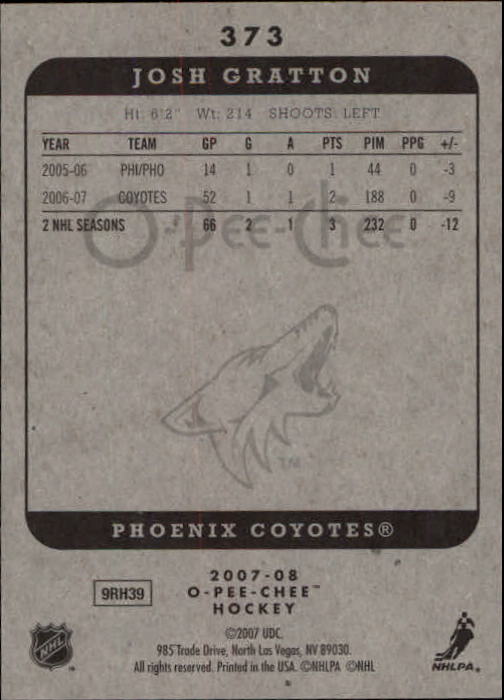 373
JOSH GRATTON
Ht: 6'2" Wt: 214 SHOOTS: LEFT
YEAR TEAM GP G A PTS PIM PPG +/-
2005-06 PHI/PHO 14 1 0 1 44 0 -3
2006-07 COYOTES 52 1 1 2 188 0 -9
2 NHL SEASONS 66 2 1 3 232 0 -12
O-Pee-Chee
TM
PHOENIX COYOTES®
2007-08
9RH39 O-PEE-CHEE™
HOCKEY
©2007 UDC.
985 Trade Drive, North Las Vegas, NV 89030.
All rights reserved. Printed in the USA. ©NHLPA ©NHL
NHL
NHLPA